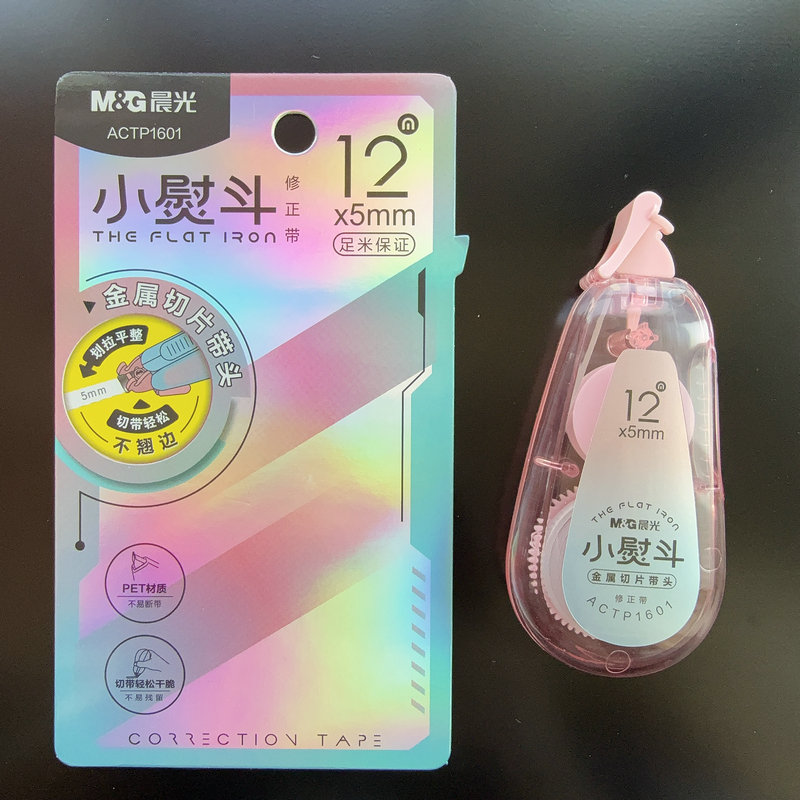 M&G晨光
ACTP1601
12m
x5mm
足米保证
小熨斗
修正带
THE FLAT IRON
金属切片带头
划拉平整
5mm
切带轻松
不翘边
PET材质
不易断带
切带轻松干脆
不易残留
CORRECTION TAPE
12m
x5mm
THE FLAT IRON
M&G晨光
小熨斗
金属切片带头
修正带
ACTP1601